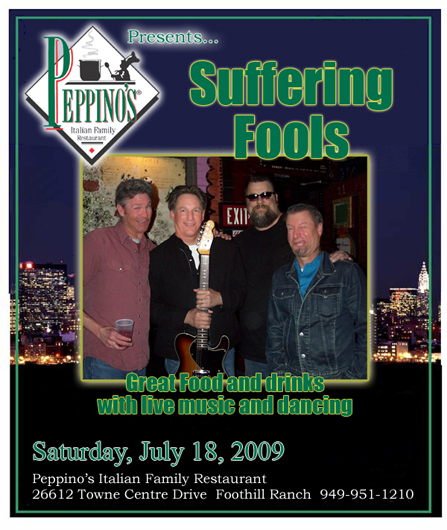 Presents...
PEPPINO'S®
Italian Family
Restaurant
Suffering
Fools
EXIT
Great Food and drinks
with live music and dancing
Saturday, July 18, 2009
Peppino's Italian Family Restaurant
26612 Towne Centre Drive Foothill Ranch 949-951-1210